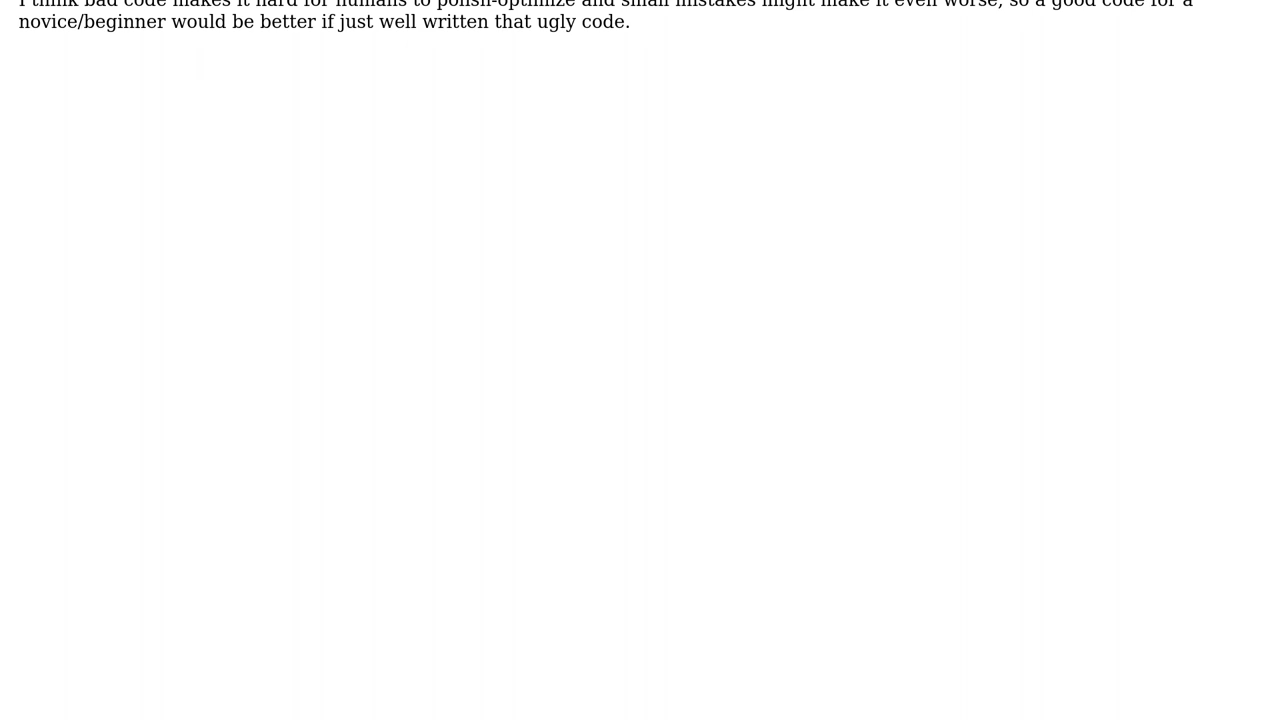 I think bad code makes it hard for humans to polish-optimize and small mistakes might make it even worse, so a good code for a
novice/beginner would be better if just well written that ugly code.